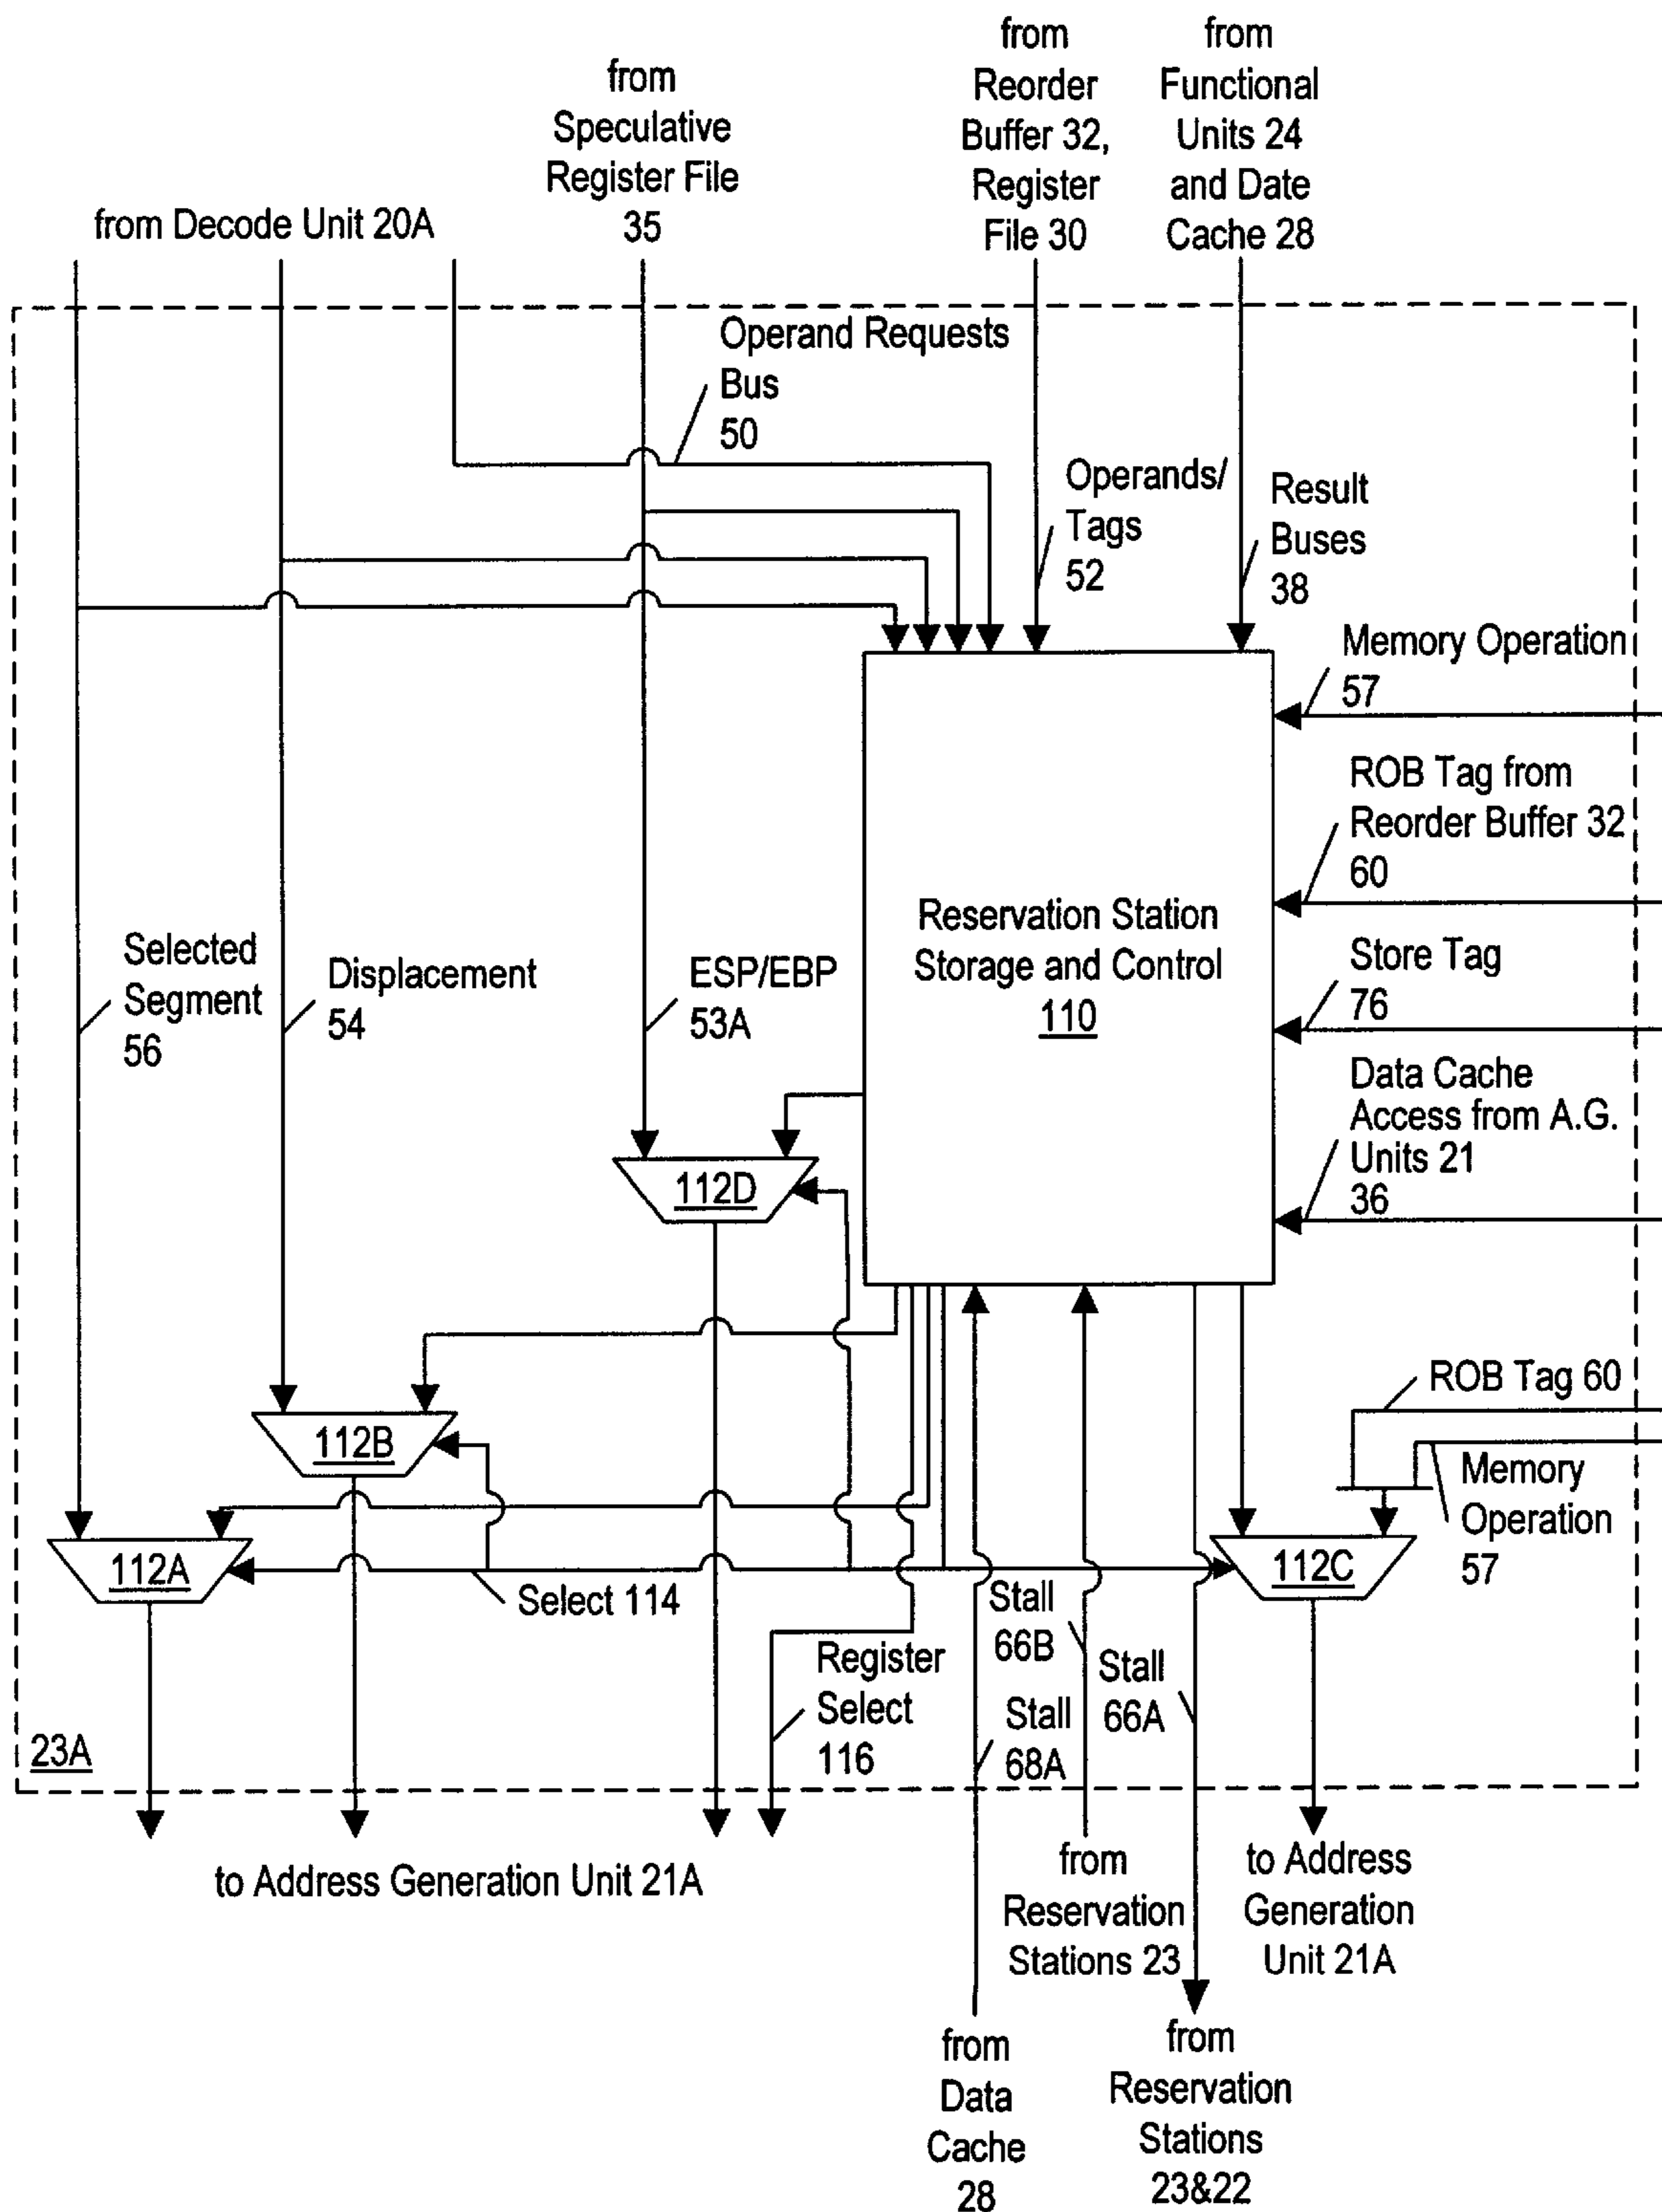 from
Speculative
Register File
35
from
Reorder
Buffer 32,
Register
File 30
from
Functional
Units 24
and Date
Cache 28
from Decode Unit 20A
Operand Requests
Bus
50
Operands/
Tags
52
Result
Buses
38
Memory Operation
57
ROB Tag from
Reorder Buffer 32
60
Reservation Station
Storage and Control
110
Store Tag
76
Data Cache
Access from A.G.
Units 21
36
Selected
Segment
56
Displacement
54
ESP/EBP
53A
112D
112B
112A
112C
ROB Tag 60
Memory
Operation
57
Select 114
Register
Select
116
Stall
66B
Stall
66A
Stall
68A
23A
to Address Generation Unit 21A
from
Reservation
Stations 23
to Address
Generation
Unit 21A
from
Data
Cache
28
from
Reservation
Stations
23&22